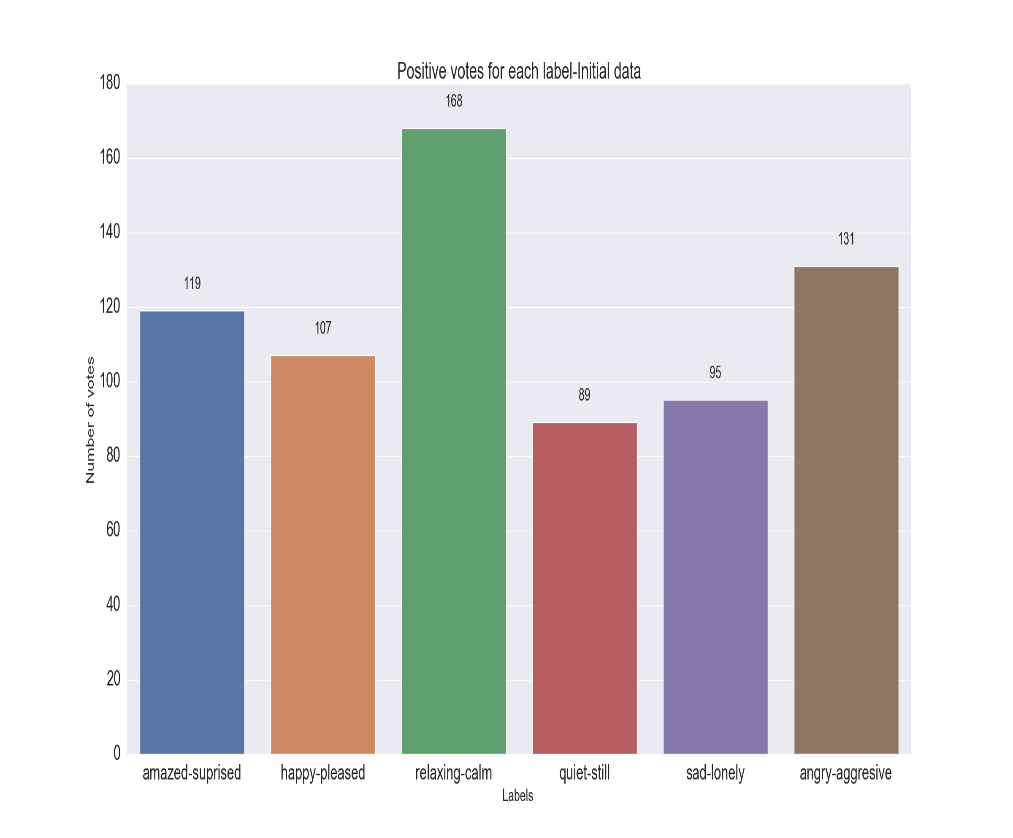 Positive votes for each label-Initial data
180
160
140
120
100
80
60
40
20
0
Number of votes
119
107
168
89
95
131
amazed-suprised
happy-pleased
relaxing-calm
quiet-still
sad-lonely
angry-aggresive
Labels